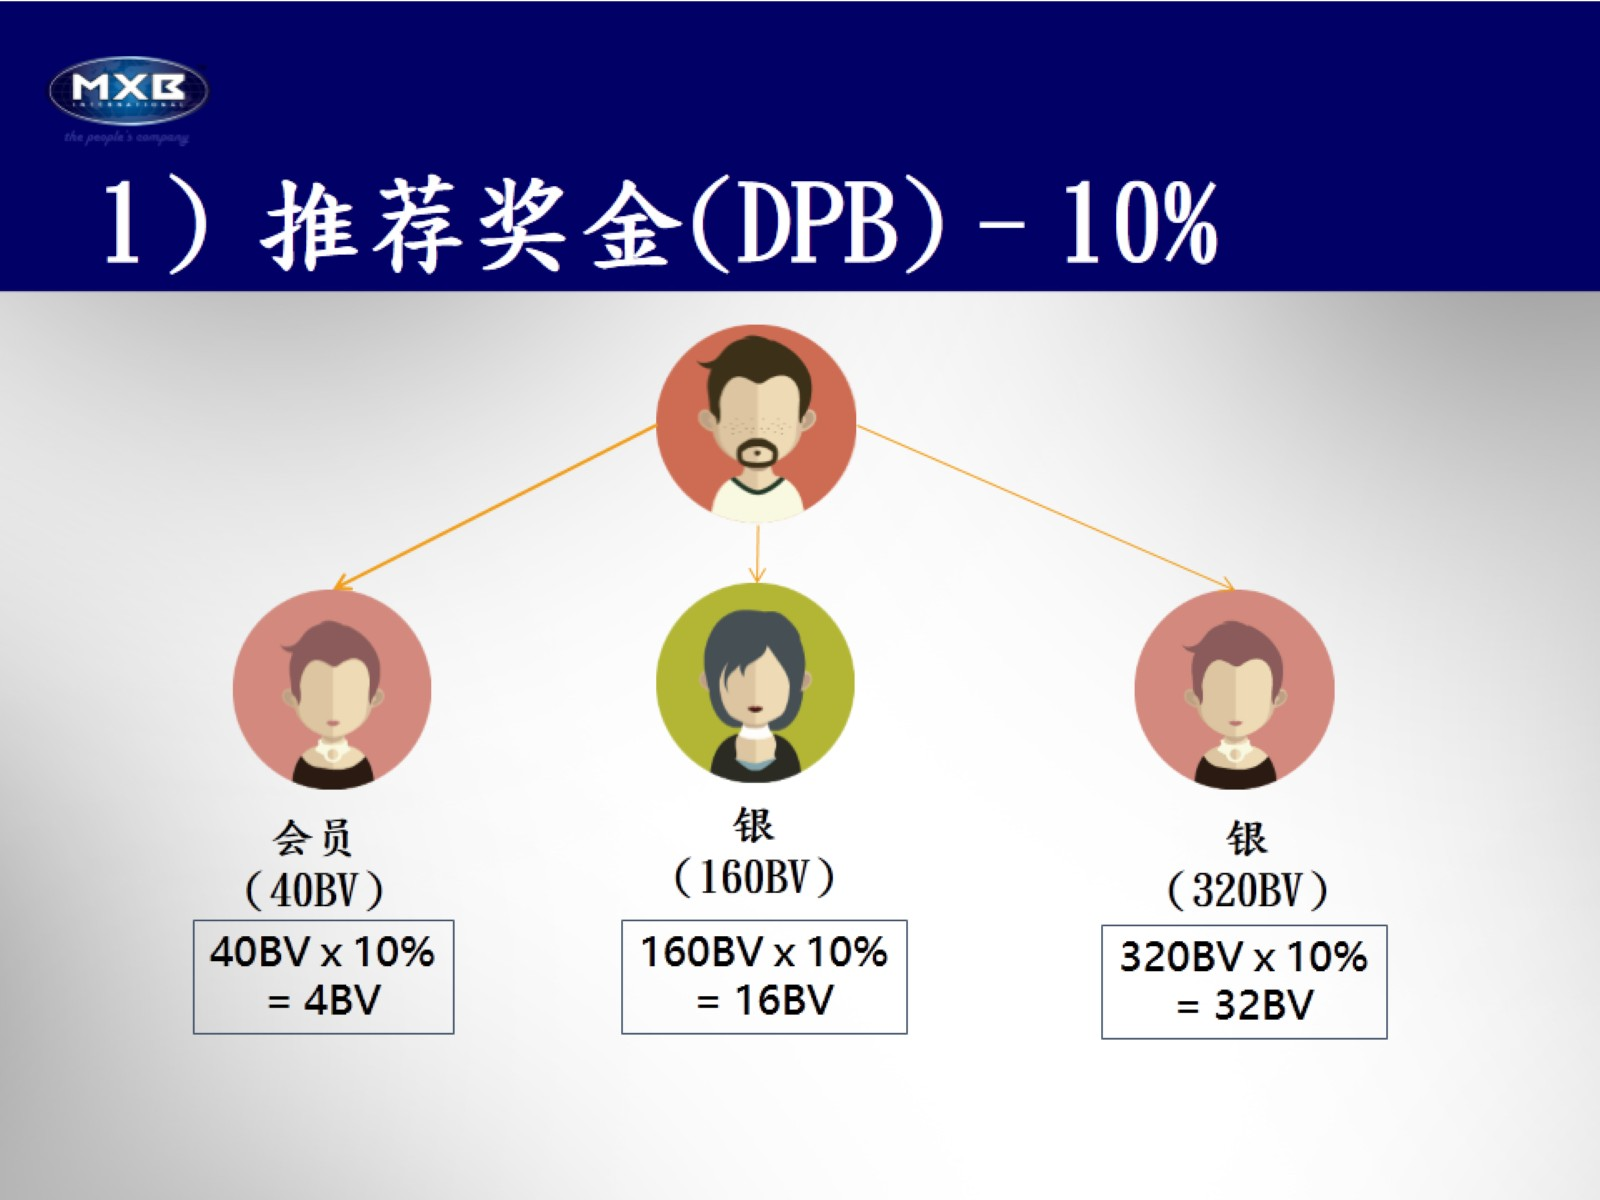 MXB
INTERNATIONAL
the people's company
1）推荐奖金(DPB)－10%
会员
（40BV）
40BV x 10%
= 4BV
银
（160BV）
160BV x 10%
= 16BV
银
（320BV）
320BV x 10%
= 32BV